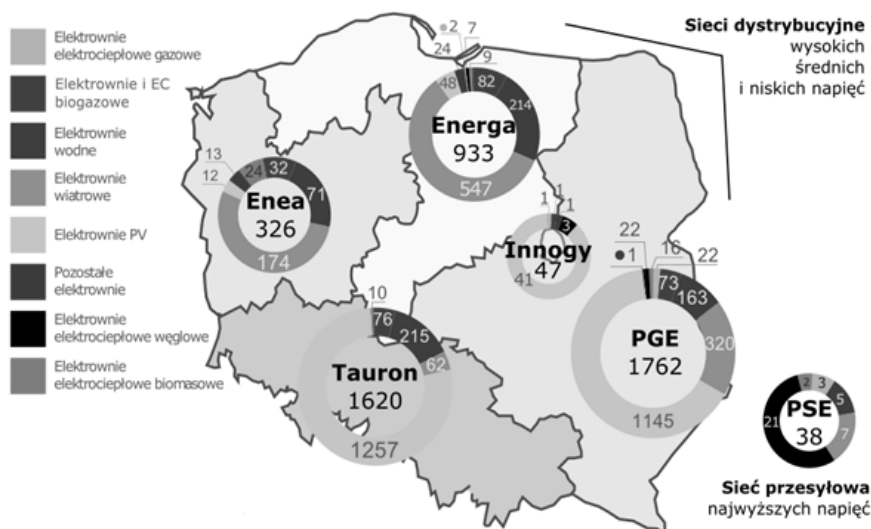 Elektrownie
elektrociepłowe gazowe
Elektrownie i EC
biogazowe
Elektrownie
wodne
Elektrownie
wiatrowe
Elektrownie PV
Pozostałe
elektrownie
Elektrownie
elektrociepłowe węglowe
Elektrownie
elektrociepłowe biomasowe
Sieci dystrybucyjne
wysokich
średnich
i niskich napięć
2
7
24
9
48
82
214
Energa
933
547
13
12
24
32
71
Enea
326
174
1
1
1
3
Innogy
47
41
22
1
16
22
73
163
320
PGE
1762
1145
10
76
215
62
Tauron
1620
1257
2
3
5
7
21
PSE
38
Sieć przesyłowa
najwyższych napięć